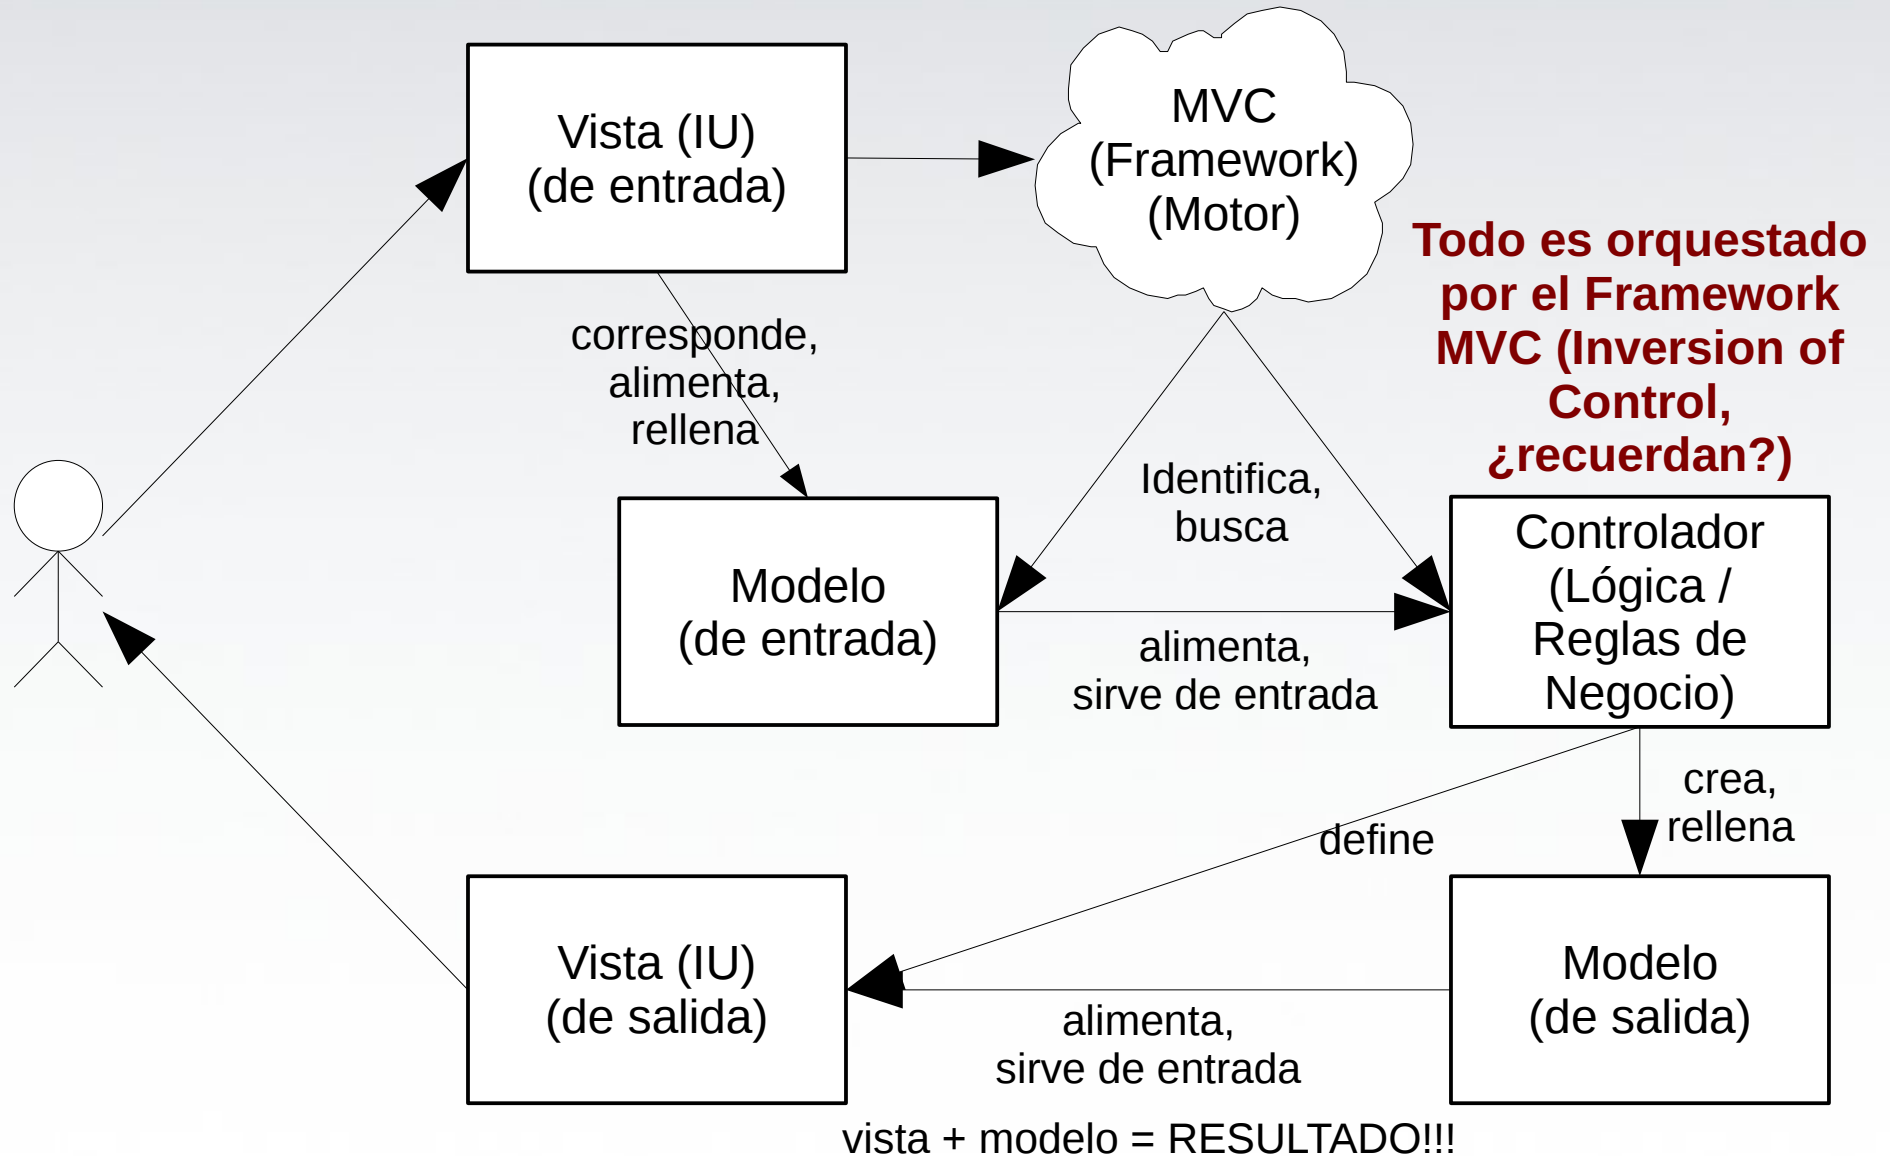 Vista (IU)
(de entrada)
MVC
(Framework)
(Motor)
Todo es orquestado
por el Framework
MVC (Inversion of
Control,
¿recuerdan?)
corresponde,
alimenta,
rellena
Identifica,
busca
Modelo
(de entrada)
alimenta,
sirve de entrada
Controlador
(Lógica /
Reglas de
Negocio)
crea,
rellena
define
Vista (IU)
(de salida)
alimenta,
sirve de entrada
Modelo
(de salida)
vista + modelo = RESULTADO!!!